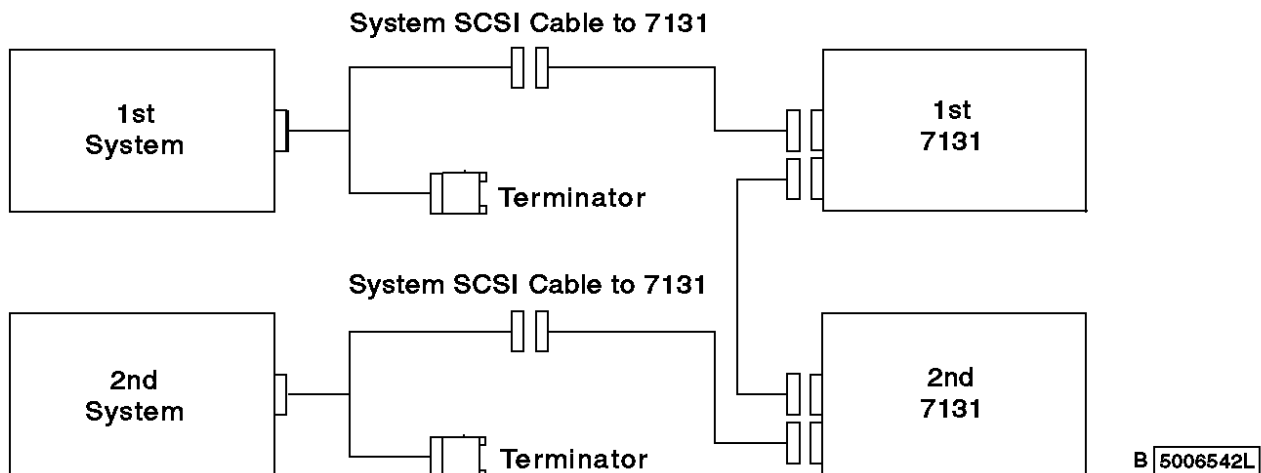 System SCSI Cable to 7131
1st
System
1st
7131
Terminator
System SCSI Cable to 7131
2nd
System
2nd
7131
Terminator
B 5006542L